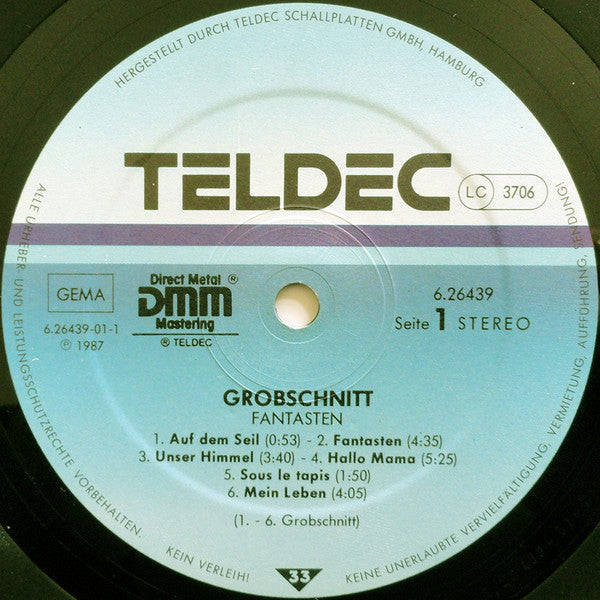 HERGESTELLT DURCH TELDEC SCHALLPLATTEN GMBH, HAMBURG
TELDEC
LC 3706
GEMA
6.26439-01-1
℗ 1987
Direct Metal ®
DMM
Mastering
® TELDEC
6.26439
Seite 1 STEREO
GROBSCHNITT
FANTASTEN
1. Auf dem Seil (0:53) - 2. Fantasten (4:35)
3. Unser Himmel (3:40) - 4. Hallo Mama (5:25)
5. Sous le tapis (1:50)
6. Mein Leben (4:05)
(1. - 6. Grobschnitt)
33
ALLE URHEBER- UND LEISTUNGSSCHUTZRECHTE VORBEHALTEN.
KEIN VERLEIH!
KEINE UNERLAUBTE VERVIELFÄLTIGUNG, VERMIETUNG, AUFFÜHRUNG, SENDUNG!